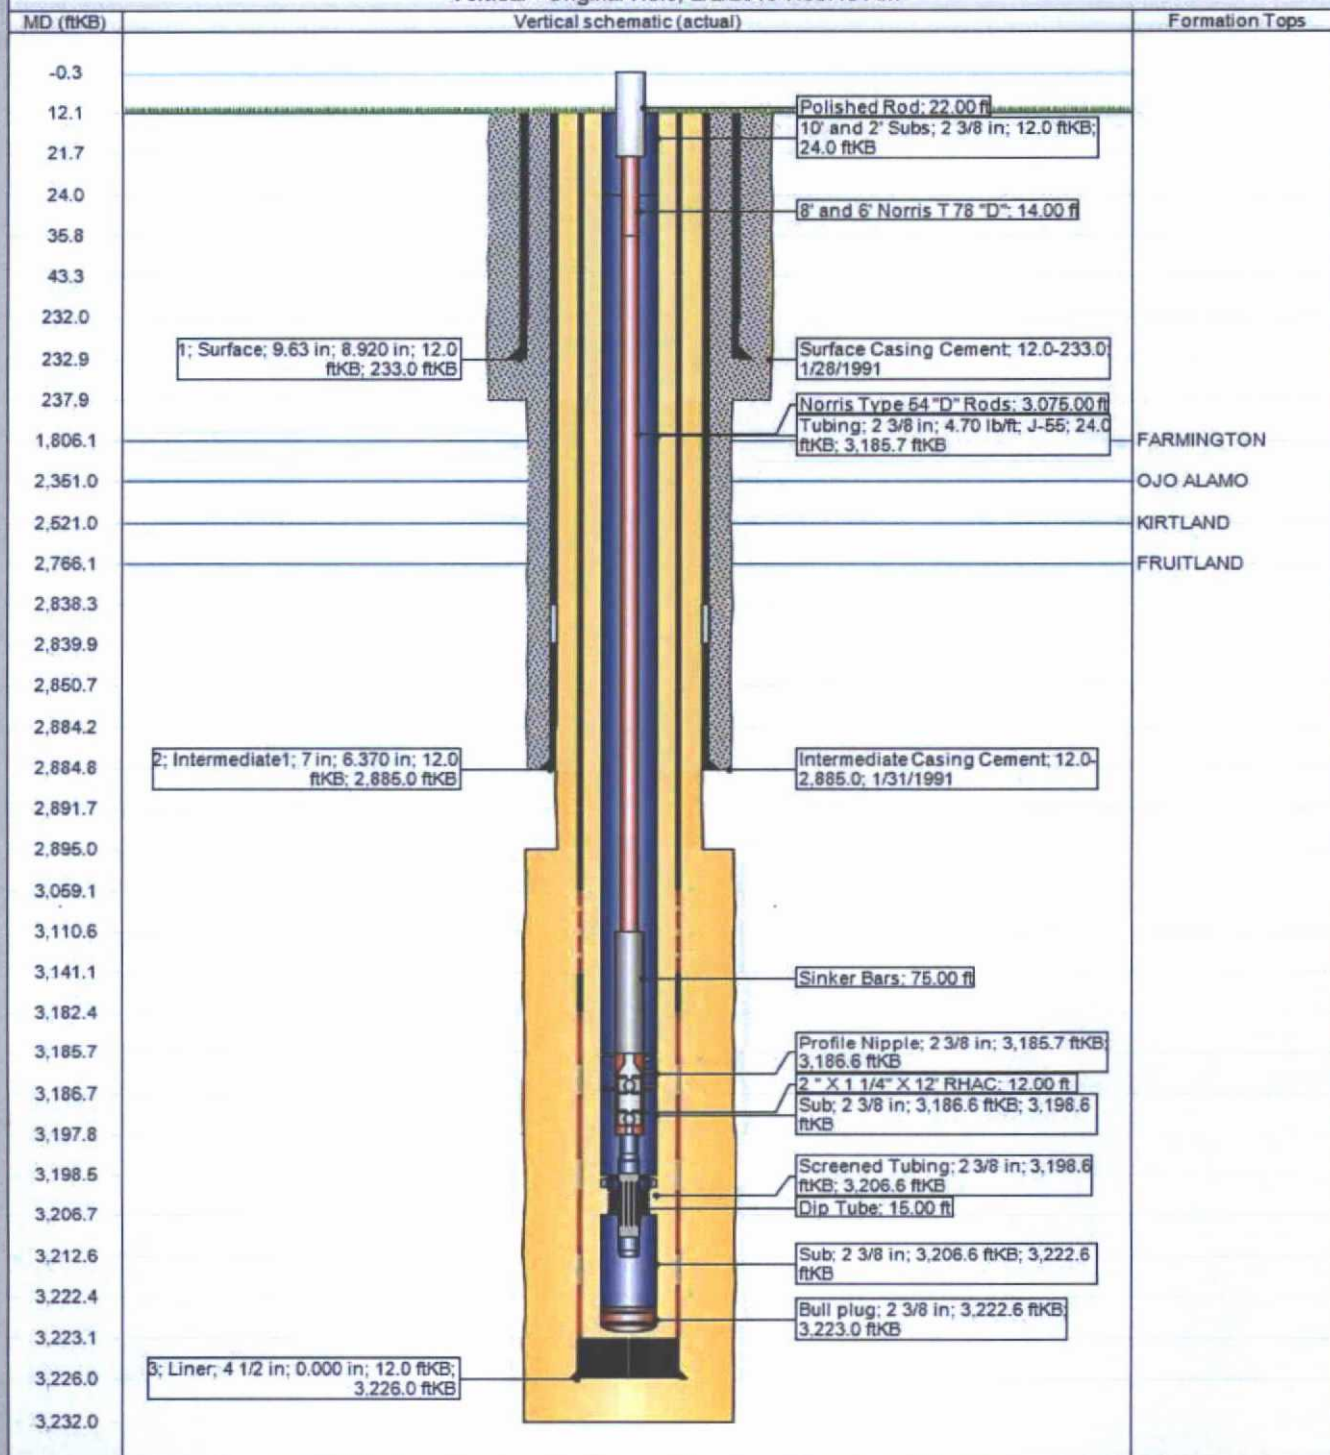 MD (ftKB)
Vertical schematic (actual)
Formation Tops
-0.3
12.1
21.7
24.0
35.8
43.3
232.0
232.9
237.9
1,806.1
2,351.0
2,521.0
2,766.1
2,838.3
2,839.9
2,850.7
2,884.2
2,884.8
2,891.7
2,895.0
3,059.1
3,110.6
3,141.1
3,182.4
3,185.7
3,186.7
3,197.8
3,198.5
3,206.7
3,212.6
3,222.4
3,223.1
3,226.0
3,232.0
1; Surface; 9.63 in; 8.920 in; 12.0
ftKB; 233.0 ftKB
2; Intermediate1; 7 in; 6.370 in; 12.0
ftKB; 2,885.0 ftKB
3; Liner; 4 1/2 in; 0.000 in; 12.0 ftKB;
3,226.0 ftKB
Polished Rod; 22.00 ft
10' and 2' Subs; 2 3/8 in; 12.0 ftKB;
24.0 ftKB
8' and 6' Norris T 78 "D"; 14.00 ft
Surface Casing Cement; 12.0-233.0;
1/28/1991
Norris Type 54 "D" Rods; 3,075.00 ft
Tubing; 2 3/8 in; 4.70 lb/ft; J-55; 24.0
ftKB; 3,185.7 ftKB
Intermediate Casing Cement; 12.0-
2,885.0; 1/31/1991
Sinker Bars; 75.00 ft
Profile Nipple; 2 3/8 in; 3,185.7 ftKB;
3,186.6 ftKB
2 " X 1 1/4" X 12' RHAC; 12.00 ft
Sub; 2 3/8 in; 3,186.6 ftKB; 3,198.6
ftKB
Screened Tubing; 2 3/8 in; 3,198.6
ftKB; 3,206.6 ftKB
Dip Tube; 15.00 ft
Sub; 2 3/8 in; 3,206.6 ftKB; 3,222.6
ftKB
Bull plug; 2 3/8 in; 3,222.6 ftKB;
3,223.0 ftKB
FARMINGTON
OJO ALAMO
KIRTLAND
FRUITLAND